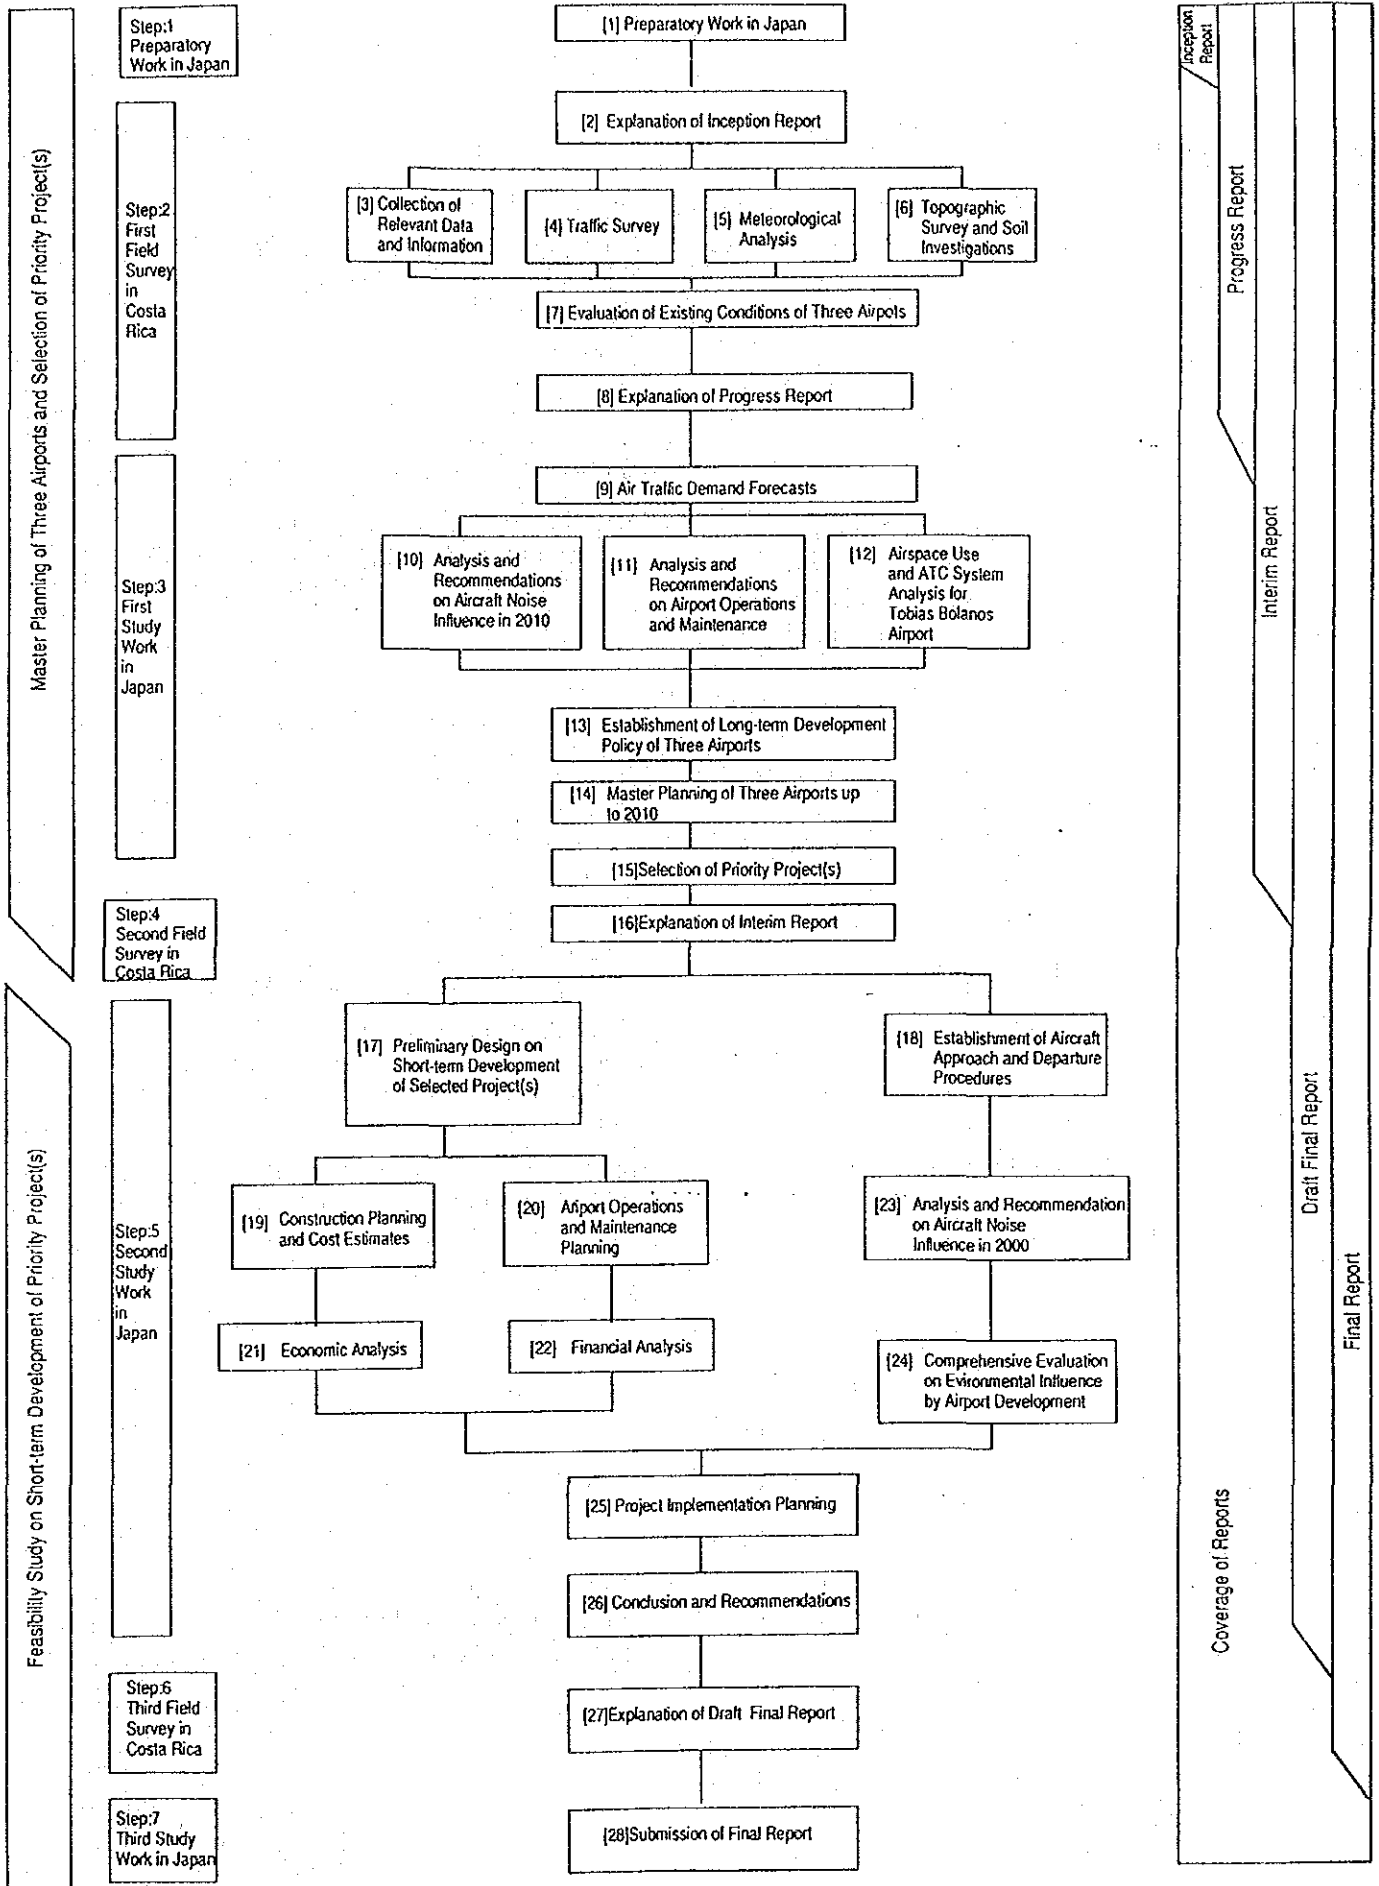 Master Planning of Three Airports and Selection of Priority Project(s)
Feasibility Study on Short-term Development of Priority Project(s)
Step:1
Preparatory
Work in Japan
Step:2
First
Field
Survey
in
Costa
Rica
Step:3
First
Study
Work
in
Japan
Step:4
Second Field
Survey in
Costa Rica
Step:5
Second
Study
Work
in
Japan
Step:6
Third Field
Survey in
Costa Rica
Step:7
Third Study
Work in Japan
[1] Preparatory Work in Japan
[2] Explanation of Inception Report
[3] Collection of
Relevant Data
and Information
[4] Traffic Survey
[5] Meteorological
Analysis
[6] Topographic
Survey and Soil
Investigations
[7] Evaluation of Existing Conditions of Three Airpots
[8] Explanation of Progress Report
[9] Air Traffic Demand Forecasts
[10] Analysis and
Recommendations
on Aircraft Noise
Influence in 2010
[11] Analysis and
Recommendations
on Airport Operations
and Maintenance
[12] Airspace Use
and ATC System
Analysis for
Tobias Bolanos
Airport
[13] Establishment of Long-term Development
Policy of Three Airports
[14] Master Planning of Three Airports up
to 2010
[15]Selection of Priority Project(s)
[16]Explanation of Interim Report
[17] Preliminary Design on
Short-term Development
of Selected Project(s)
[18] Establishment of Aircraft
Approach and Departure
Procedures
[19] Construction Planning
and Cost Estimates
[20] Airport Operations
and Maintenance
Planning
[21] Economic Analysis
[22] Financial Analysis
[23] Analysis and Recommendation
on Aircraft Noise
Influence in 2000
[24] Comprehensive Evaluation
on Evironmental Influence
by Airport Development
[25] Project Implementation Planning
[26] Conclusion and Recommendations
[27]Explanation of Draft Final Report
[28]Submission of Final Report
Inception
Report
Progress Report
Interim Report
Draft Final Report
Final Report
Coverage of Reports